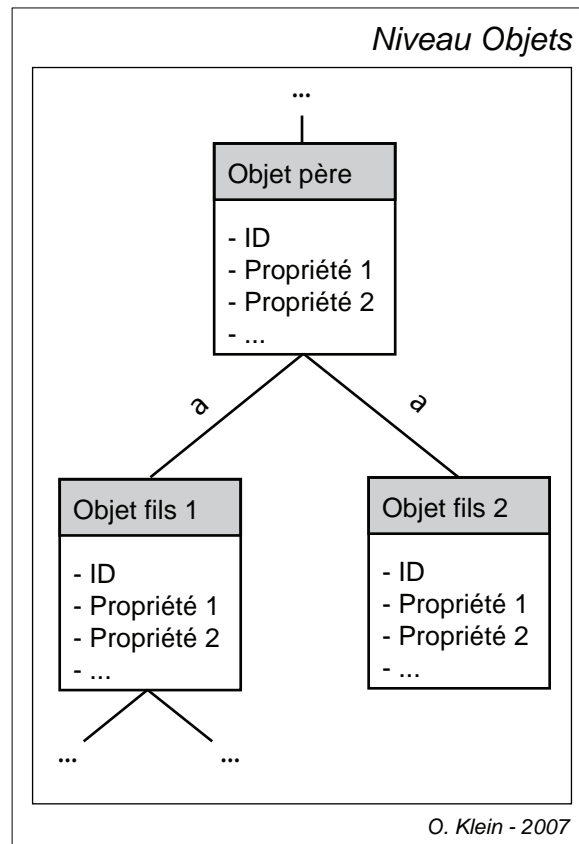 Niveau Objets
...
Objet père
- ID
- Propriété 1
- Propriété 2
- ...
a
a
Objet fils 1
- ID
- Propriété 1
- Propriété 2
- ...
Objet fils 2
- ID
- Propriété 1
- Propriété 2
- ...
...
...
O. Klein - 2007